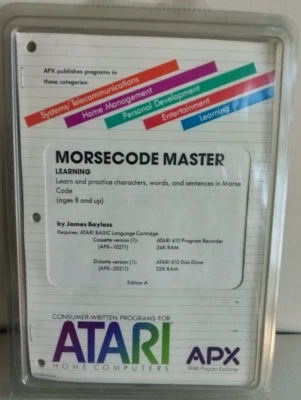 APX publishes programs in
these categories:
Systems/Telecommunications
Home Management
Personal Development
Entertainment
Learning
MORSECODE MASTER
LEARNING
Learn and practice characters, words, and sentences in Morse
Code
(ages 8 and up)
by James Bayless
Requires: ATARI BASIC Language Cartridge
Cassette version (1): ATARI 410 Program Recorder
(APX-10211) 24K RAM
Diskette version (1): ATARI 810 Disk Drive
(APX-20211) 32K RAM
Edition A
CONSUMER-WRITTEN PROGRAMS FOR
ATARI
HOME COMPUTERS
APX
ATARI Program Exchange